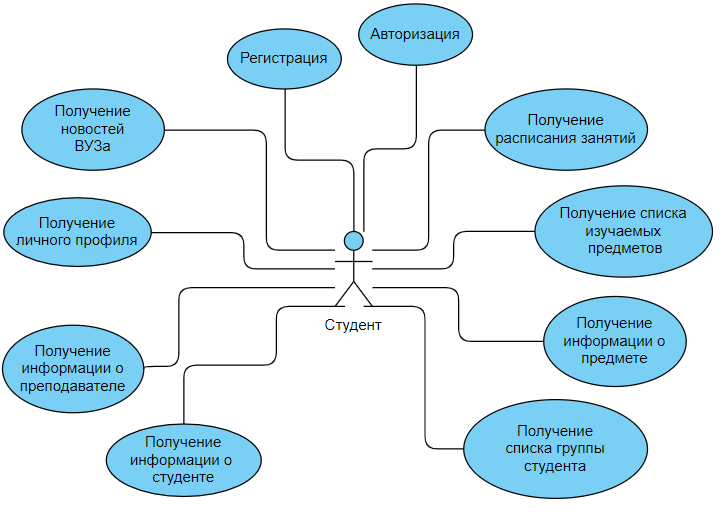 Авторизация
Регистрация
Получение
новостей
ВУЗа
Получение
расписания занятий
Получение
личного профиля
Получение списка
изучаемых
предметов
Студент
Получение
информации о
преподавателе
Получение
информации о
предмете
Получение
информации о
студенте
Получение
списка группы
студента